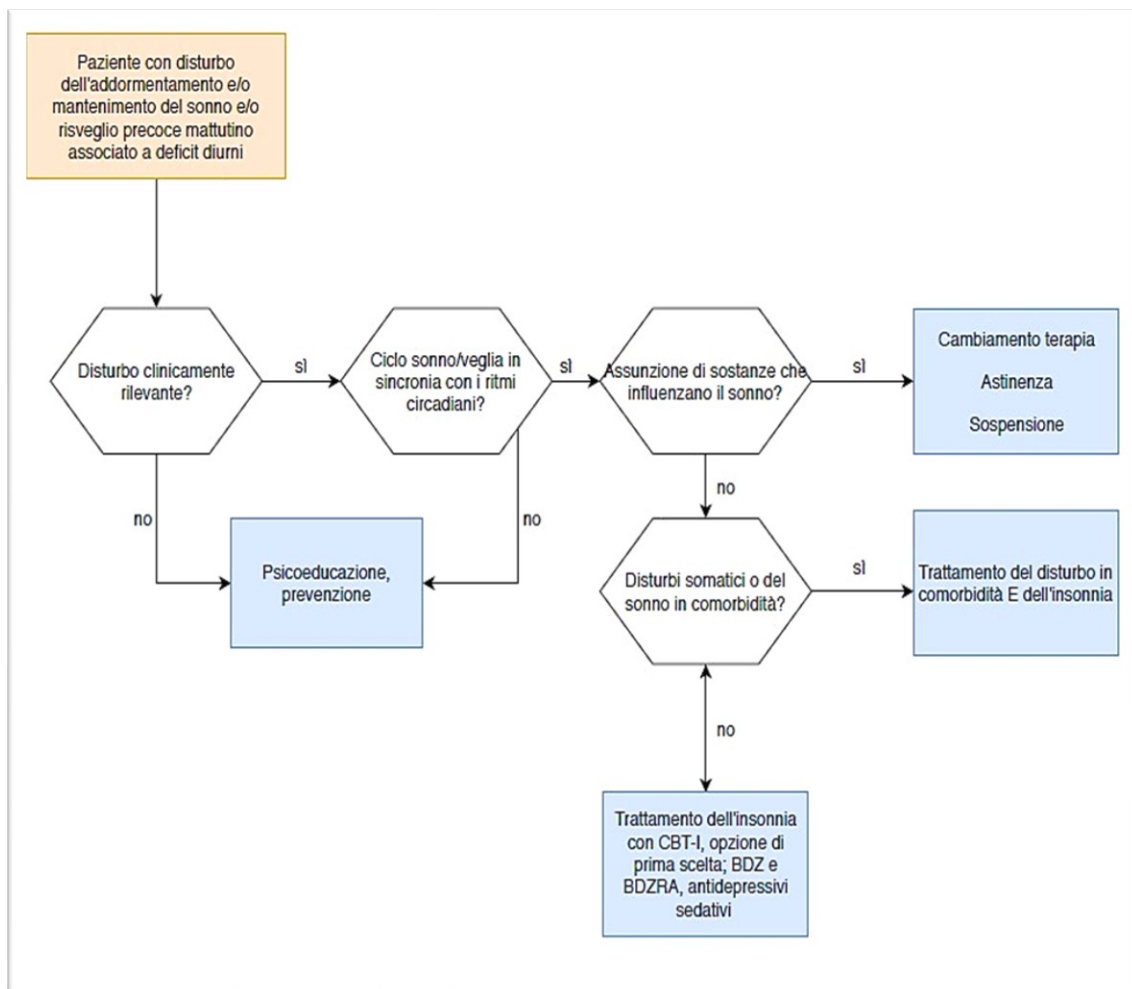 Paziente con disturbo
dell'addormentamento e/o
mantenimento del sonno e/o
risveglio precoce mattutino
associato a deficit diurni
Disturbo clinicamente
rilevante?
sì
Ciclo sonno/veglia in
sincronia con i ritmi
circadiani?
sì
Assunzione di sostanze che
influenzano il sonno?
sì
Cambiamento terapia
Astinenza
Sospensione
no
no
no
Psicoeducazione,
prevenzione
Disturbi somatici o del
sonno in comorbidità?
sì
Trattamento del disturbo in
comorbidità E dell'insonnia
no
Trattamento dell'insonnia
con CBT-I, opzione di
prima scelta; BDZ e
BDZRA, antidepressivi
sedativi